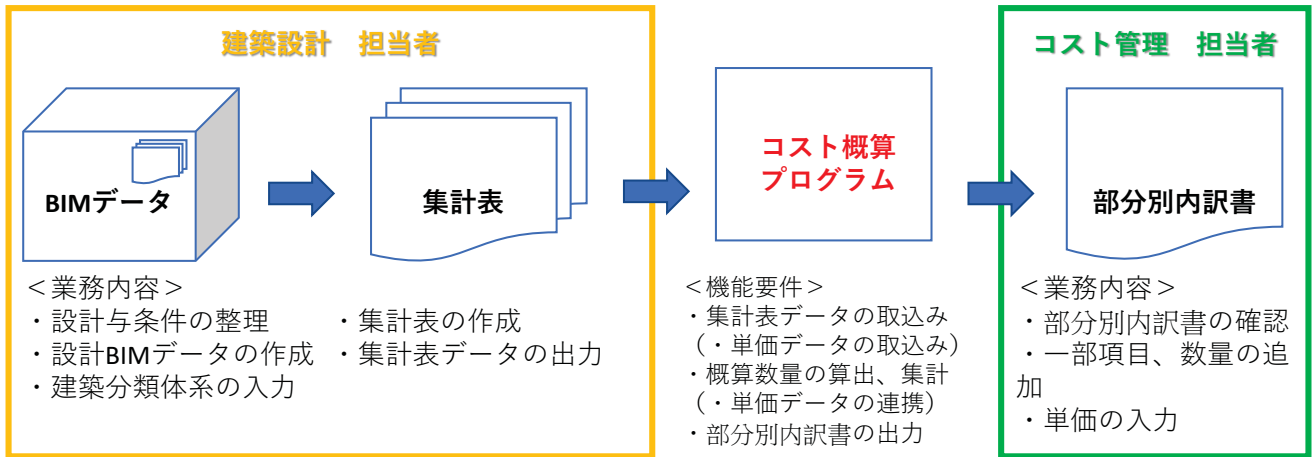 建築設計　担当者
BIMデータ
集計表
＜業務内容＞
・設計与条件の整理
・設計BIMデータの作成
・建築分類体系の入力
・集計表の作成
・集計表データの出力
コスト概算
プログラム
＜機能要件＞
・集計表データの取込み
（・単価データの取込み）
・概算数量の算出、集計
（・単価データの連携）
・部分別内訳書の出力
コスト管理　担当者
部分別内訳書
＜業務内容＞
・部分別内訳書の確認
・一部項目、数量の追
加
・単価の入力